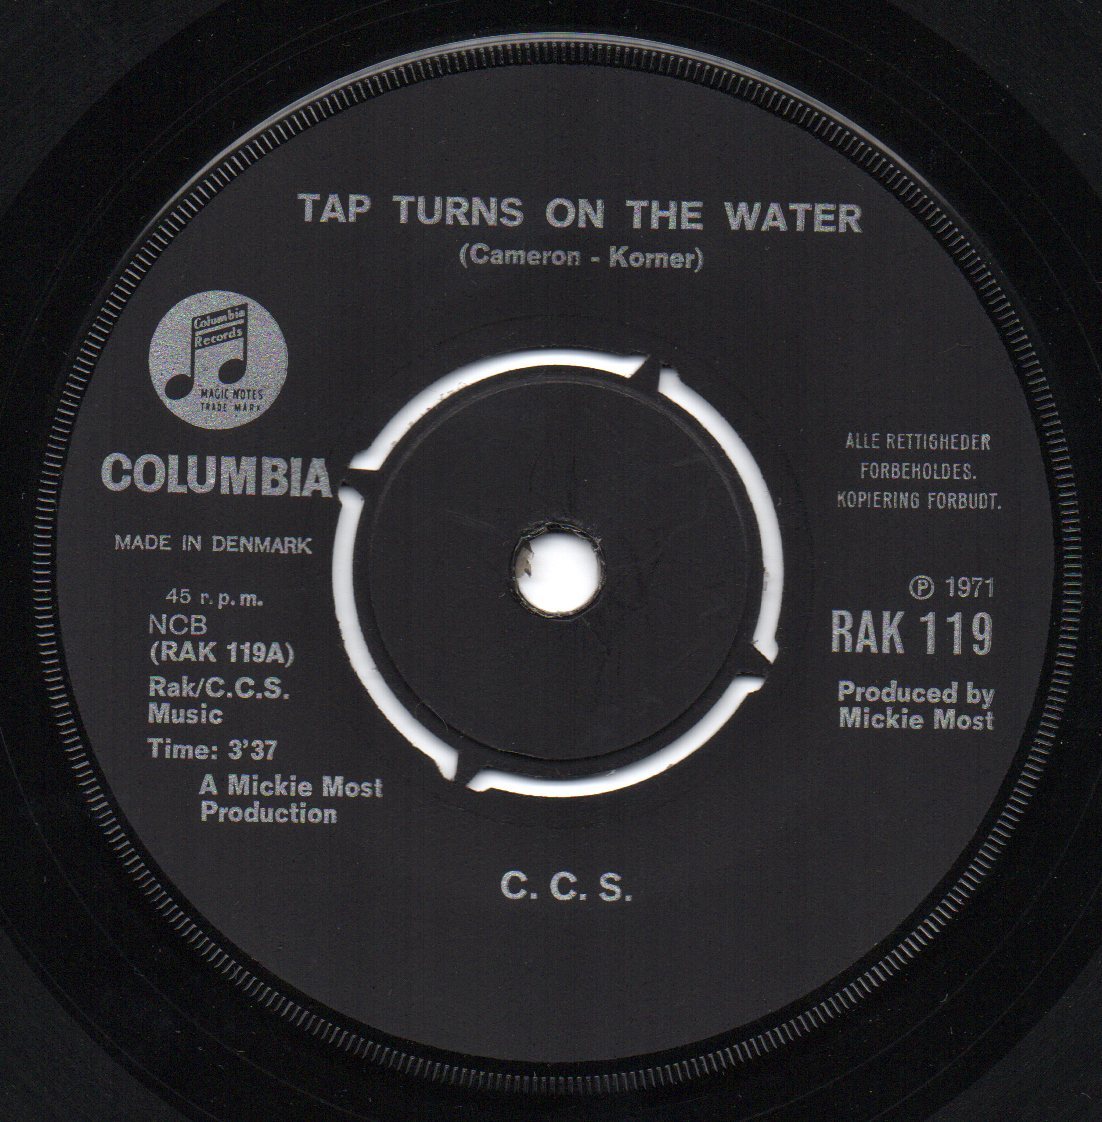 TAP TURNS ON THE WATER
(Cameron - Korner)
Columbia
Records
MAGIC NOTES
TRADE MARK
COLUMBIA
MADE IN DENMARK
45 r.p.m.
NCB
(RAK 119A)
Rak/C.C.S.
Music
Time: 3'37
A Mickie Most
Production
ALLE RETTIGHEDER
FORBEHOLDES.
KOPIERING FORBUDT.
℗ 1971
RAK 119
Produced by
Mickie Most
C. C. S.